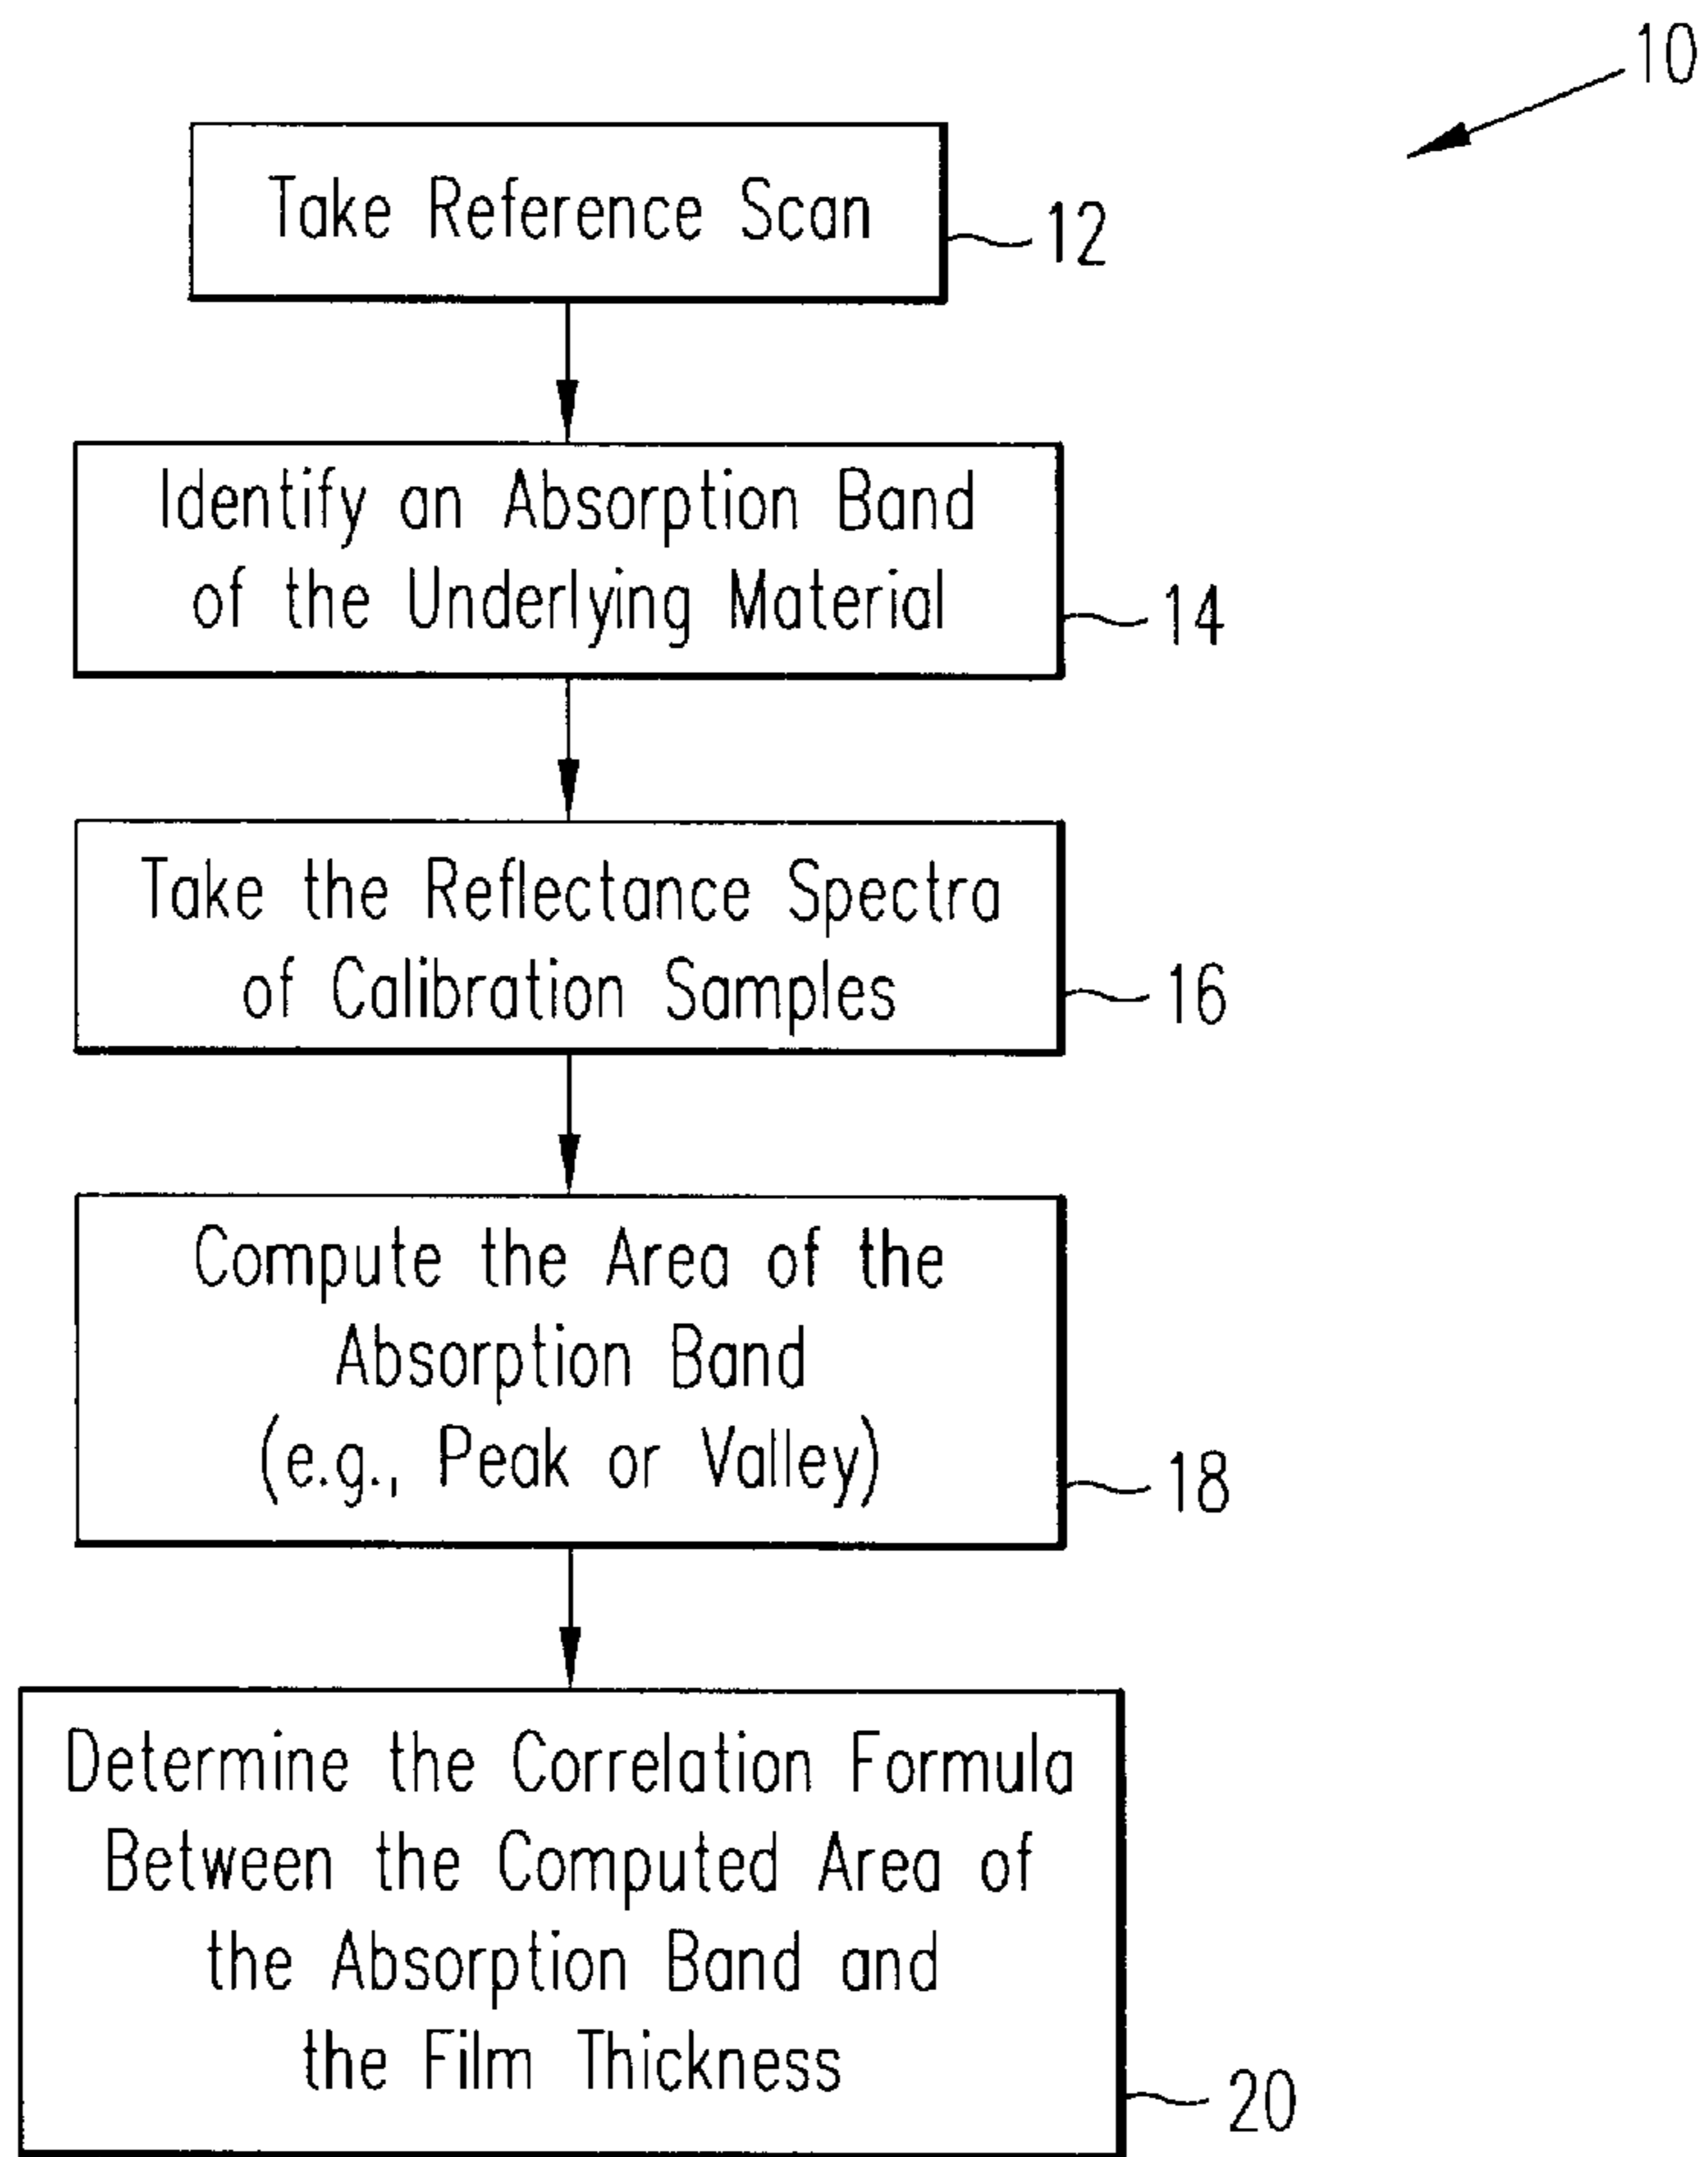 10
Take Reference Scan
12
Identify an Absorption Band
of the Underlying Material
14
Take the Reflectance Spectra
of Calibration Samples
16
Compute the Area of the
Absorption Band
(e.g., Peak or Valley)
18
Determine the Correlation Formula
Between the Computed Area of
the Absorption Band and
the Film Thickness
20